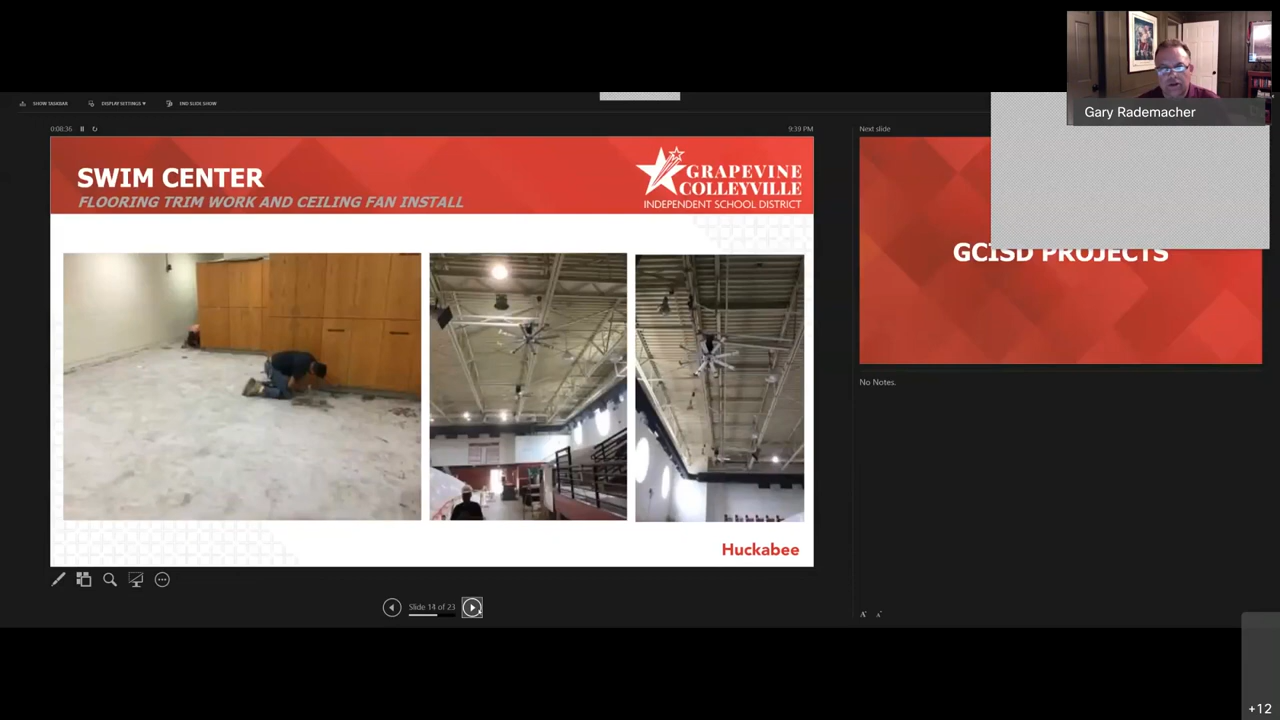 Gary Rademacher
SHOW TASKBAR
DISPLAY SETTINGS ▾
END SLIDE SHOW
0:08:36
9:39 PM
Next slide
SWIM CENTER
FLOORING TRIM WORK AND CEILING FAN INSTALL
GRAPEVINE
COLLEYVILLE
INDEPENDENT SCHOOL DISTRICT
GCISD PROJECTS
No Notes.
Huckabee
Slide 14 of 23
+12